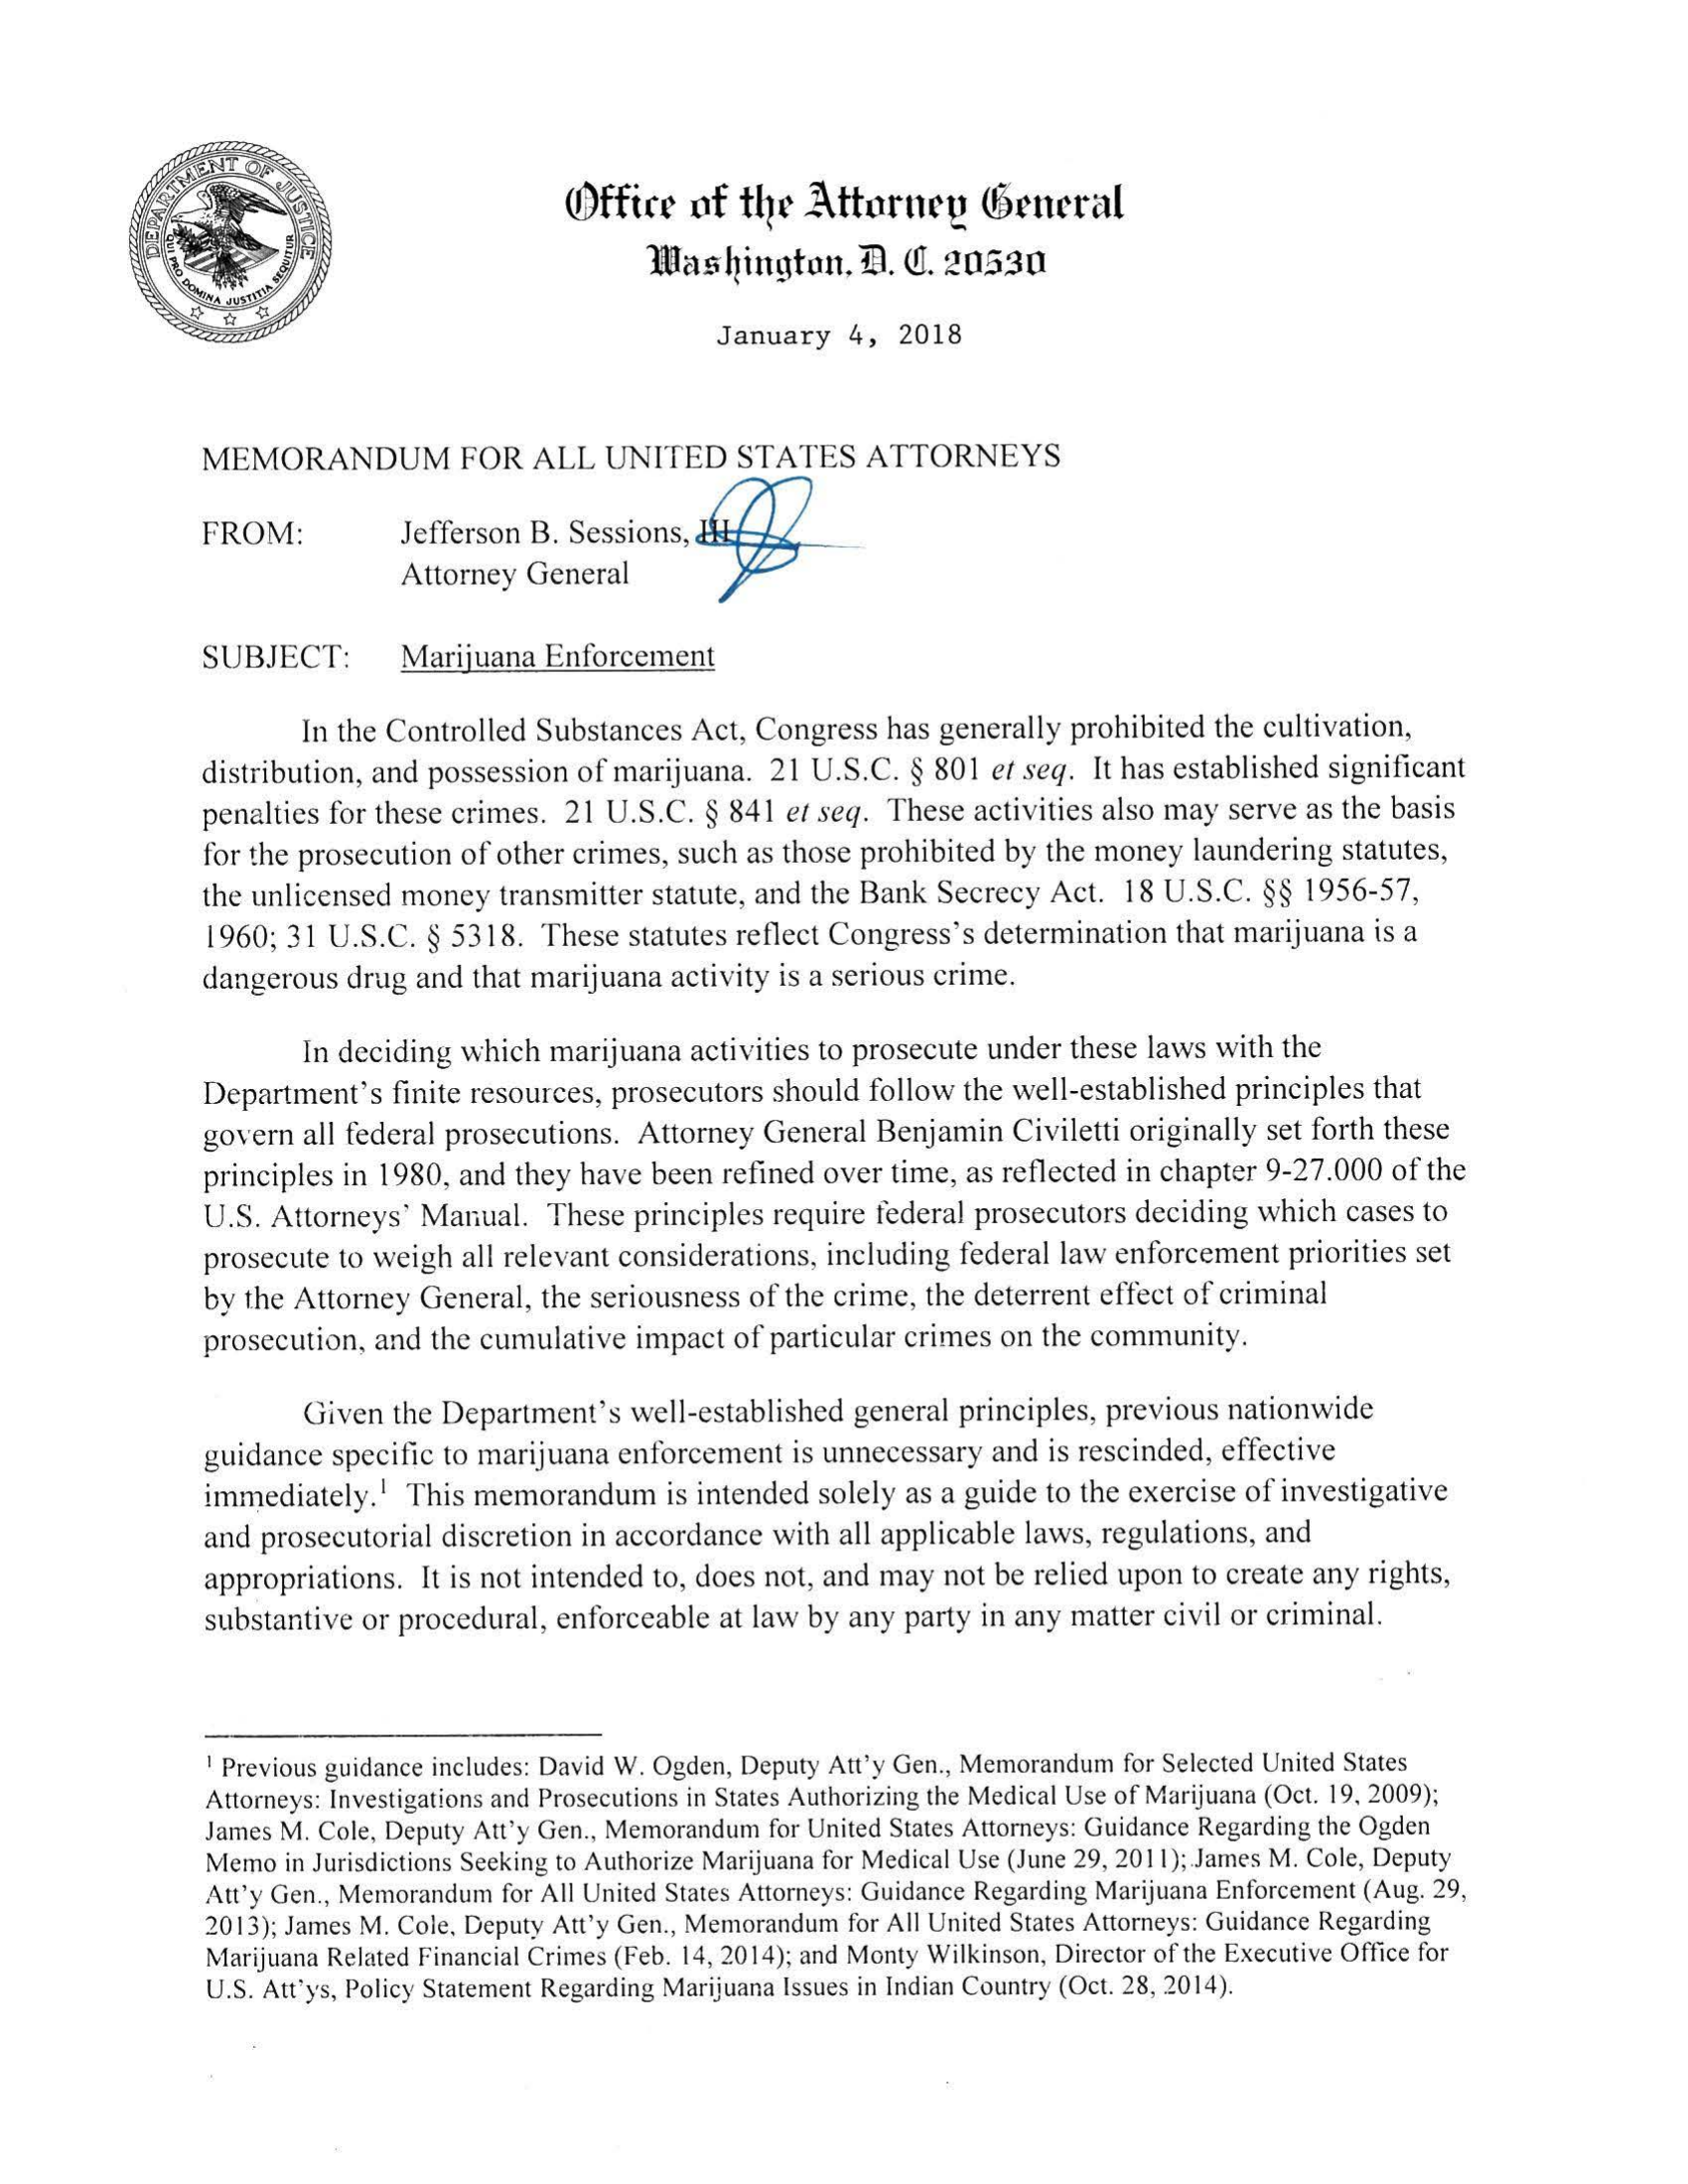 DEPARTMENT OF JUSTICE
QUI PRO DOMINA JUSTITIA SEQUITUR
Office of the Attorney General
Washington, D. C. 20530
January 4, 2018
MEMORANDUM FOR ALL UNITED STATES ATTORNEYS
FROM: Jefferson B. Sessions, III
Attorney General
SUBJECT: Marijuana Enforcement
In the Controlled Substances Act, Congress has generally prohibited the cultivation,
distribution, and possession of marijuana. 21 U.S.C. § 801 et seq. It has established significant
penalties for these crimes. 21 U.S.C. § 841 et seq. These activities also may serve as the basis
for the prosecution of other crimes, such as those prohibited by the money laundering statutes,
the unlicensed money transmitter statute, and the Bank Secrecy Act. 18 U.S.C. §§ 1956-57,
1960; 31 U.S.C. § 5318. These statutes reflect Congress's determination that marijuana is a
dangerous drug and that marijuana activity is a serious crime.
In deciding which marijuana activities to prosecute under these laws with the
Department's finite resources, prosecutors should follow the well-established principles that
govern all federal prosecutions. Attorney General Benjamin Civiletti originally set forth these
principles in 1980, and they have been refined over time, as reflected in chapter 9-27.000 of the
U.S. Attorneys' Manual. These principles require federal prosecutors deciding which cases to
prosecute to weigh all relevant considerations, including federal law enforcement priorities set
by the Attorney General, the seriousness of the crime, the deterrent effect of criminal
prosecution, and the cumulative impact of particular crimes on the community.
Given the Department's well-established general principles, previous nationwide
guidance specific to marijuana enforcement is unnecessary and is rescinded, effective
immediately.¹ This memorandum is intended solely as a guide to the exercise of investigative
and prosecutorial discretion in accordance with all applicable laws, regulations, and
appropriations. It is not intended to, does not, and may not be relied upon to create any rights,
substantive or procedural, enforceable at law by any party in any matter civil or criminal.
¹ Previous guidance includes: David W. Ogden, Deputy Att'y Gen., Memorandum for Selected United States
Attorneys: Investigations and Prosecutions in States Authorizing the Medical Use of Marijuana (Oct. 19, 2009);
James M. Cole, Deputy Att'y Gen., Memorandum for United States Attorneys: Guidance Regarding the Ogden
Memo in Jurisdictions Seeking to Authorize Marijuana for Medical Use (June 29, 2011); James M. Cole, Deputy
Att'y Gen., Memorandum for All United States Attorneys: Guidance Regarding Marijuana Enforcement (Aug. 29,
2013); James M. Cole, Deputy Att'y Gen., Memorandum for All United States Attorneys: Guidance Regarding
Marijuana Related Financial Crimes (Feb. 14, 2014); and Monty Wilkinson, Director of the Executive Office for
U.S. Att'ys, Policy Statement Regarding Marijuana Issues in Indian Country (Oct. 28, 2014).